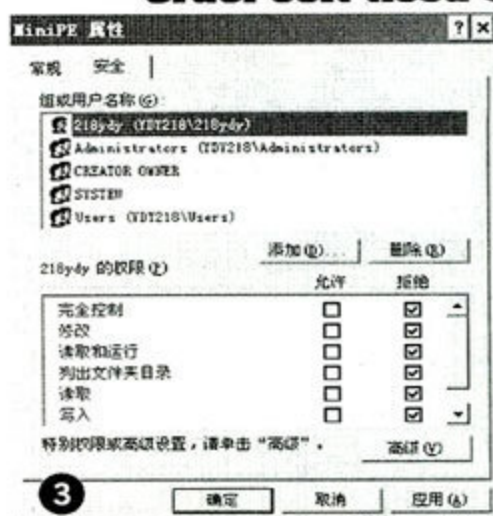 MiniPE 属性
常规 安全
组或用户名称(G):
218ydy (YDY218\218ydy)
Administrators (YDY218\Administrators)
CREATOR OWNER
SYSTEM
Users (YDY218\Users)
添加(D)... 删除(R)
218ydy 的权限(P) 允许 拒绝
完全控制
修改
读取和运行
列出文件夹目录
读取
写入
特别权限或高级设置，请单击“高级”。 高级(V)
3 确定 取消 应用(A)